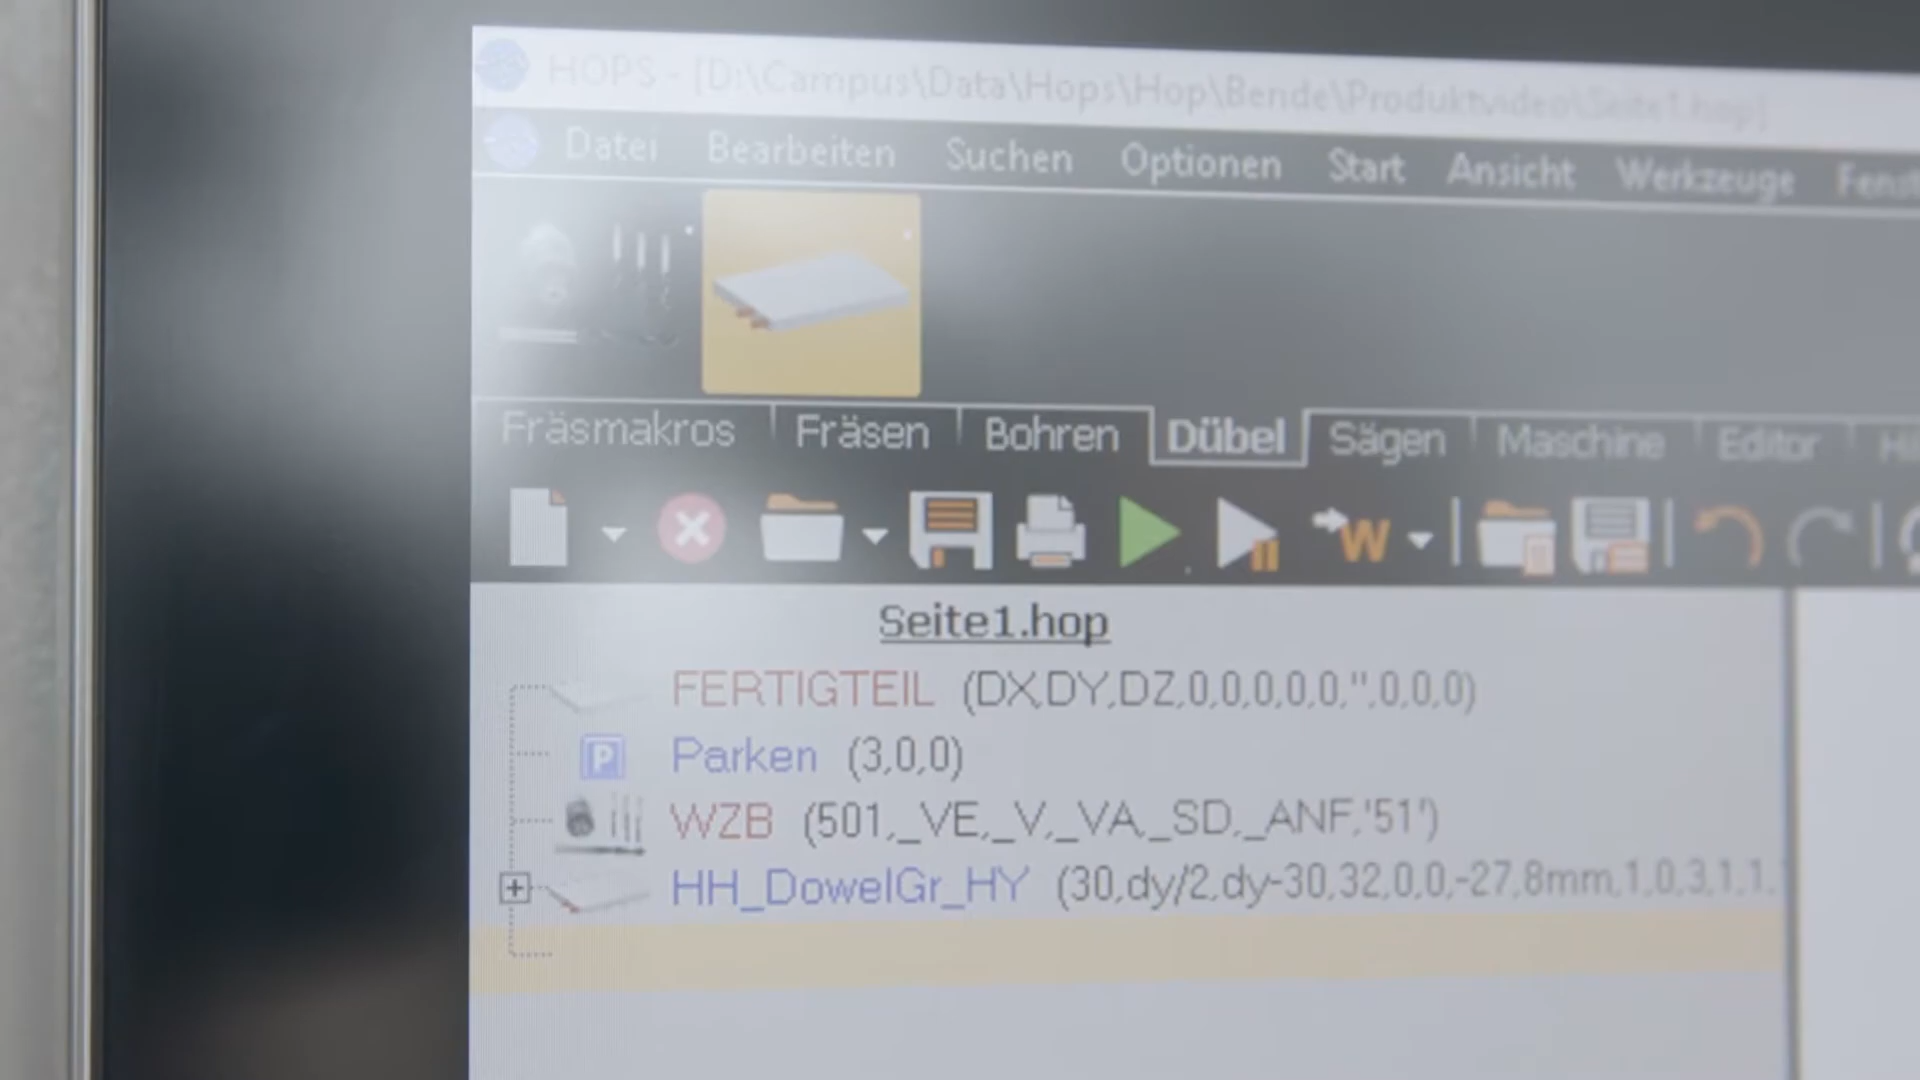 HOPS - [D:\Campus\Data\Hops\Hop\Bende\Produktvideo\Seite1.hop]
Datei Bearbeiten Suchen Optionen Start Ansicht Werkzeuge
Fräsmakros Fräsen Bohren Dübel Sägen Maschine Editor
W
Seite1.hop
FERTIGTEIL (DX,DY,DZ,0,0,0,0,0,'',0,0,0)
P Parken (3,0,0)
WZB (501,_VE,_V,_VA,_SD,_ANF,'51')
HH_DowelGr_HY (30,dy/2,dy-30,32,0,0,-27,8mm,1,0,3,1,1,